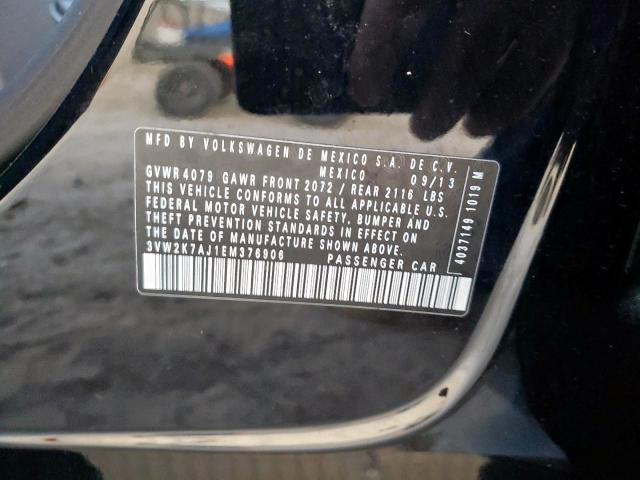 MFD BY VOLKSWAGEN DE MEXICO S.A. DE C.V.
MEXICO 09/13
GVWR 4079 GAWR FRONT 2072 / REAR 2116 LBS
THIS VEHICLE CONFORMS TO ALL APPLICABLE U.S.
FEDERAL MOTOR VEHICLE SAFETY, BUMPER AND
THEFT PREVENTION STANDARDS IN EFFECT ON
THE DATE OF MANUFACTURE SHOWN ABOVE.
3VW2K7AJ1EM376906 PASSENGER CAR
4037149 1019 M